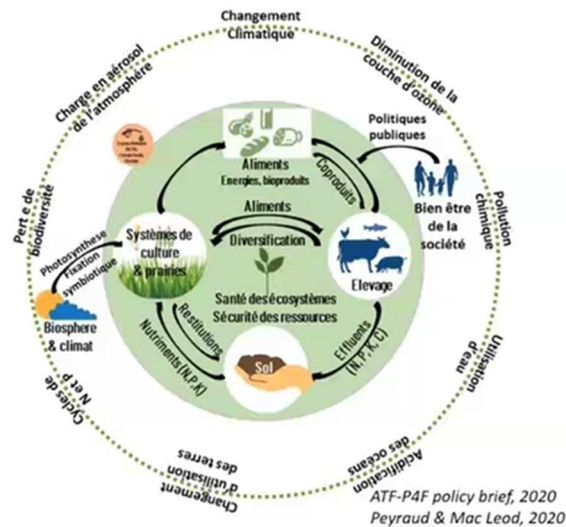 Changement
Climatique
Diminution de la
couche d'ozone
Charge en aérosol
de l'atmosphère
Politiques
publiques
Aliments
Energies, bioproduits
Coproduits
Bien être
de la
société
Pollution
chimique
Pert e de
biodiversité
Photosynthese
Fixation
symbiotique
Systèmes de
culture
& prairies
Aliments
Diversification
Elevage
Biosphere
& climat
Santé des écosystèmes
Sécurité des ressources
Restitutions
Nutriments (N,P,K)
Sol
Effluents
(N, P, K, C)
Utilisation
d'eau
Cycles de
N et P
Changement
d'utilisation
des terres
Acidification
des oceans
ATF-P4F policy brief, 2020
Peyraud & Mac Leod, 2020